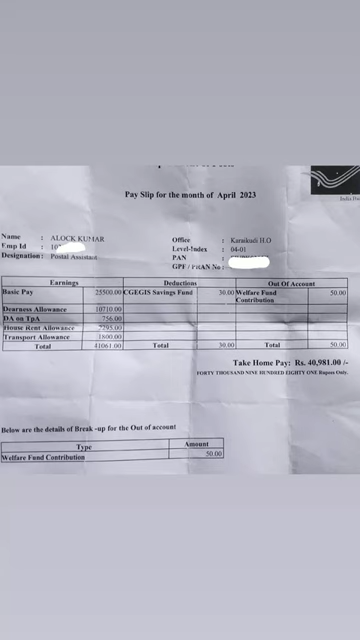 Pay Slip for the month of April 2023
Name : ALOCK KUMAR
Emp Id : 10
Designation : Postal Assistant
Office : Karaikudi H.O
Level-Index : 04-01
PAN :
GPF / PRAN No :
Earnings Deductions Out Of Account
Basic Pay 25500.00 CGEGIS Savings Fund 30.00 Welfare Fund Contribution 50.00
Dearness Allowance 10710.00
DA on TpA 756.00
House Rent Allowance 2295.00
Transport Allowance 1800.00
Total 41061.00 Total 30.00 Total 50.00
Take Home Pay: Rs. 40,981.00 /-
FORTY THOUSAND NINE HUNDRED EIGHTY ONE Rupees Only.
Below are the details of Break -up for the Out of account
Type Amount
Welfare Fund Contribution 50.00